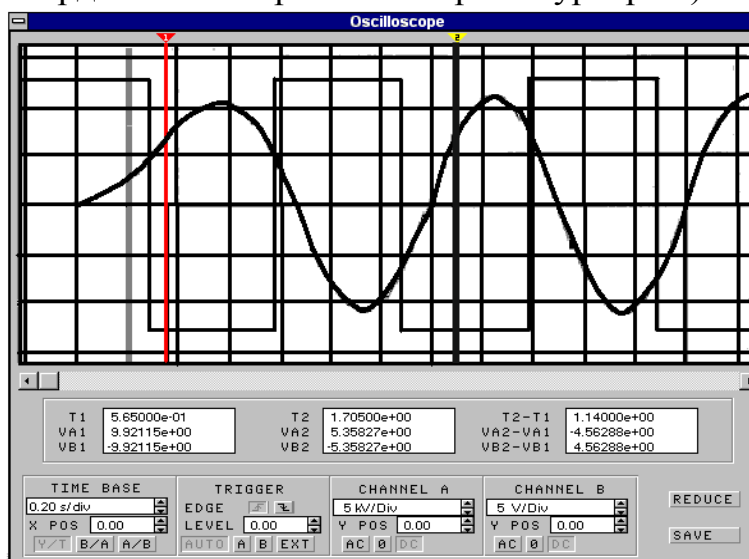 Oscilloscope
1 2
T1 5.65000e-01 T2 1.70500e+00 T2-T1 1.14000e+00
VA1 9.92115e+00 VA2 5.35827e+00 VA2-VA1 -4.56288e+00
VB1 -9.92115e+00 VB2 -5.35827e+00 VB2-VB1 4.56288e+00
TIME BASE TRIGGER CHANNEL A CHANNEL B
0.20 s/div EDGE 5 kV/Div 5 V/Div REDUCE
X POS 0.00 LEVEL 0.00 Y POS 0.00 Y POS 0.00
Y/T B/A A/B AUTO A B EXT AC 0 DC AC 0 DC SAVE